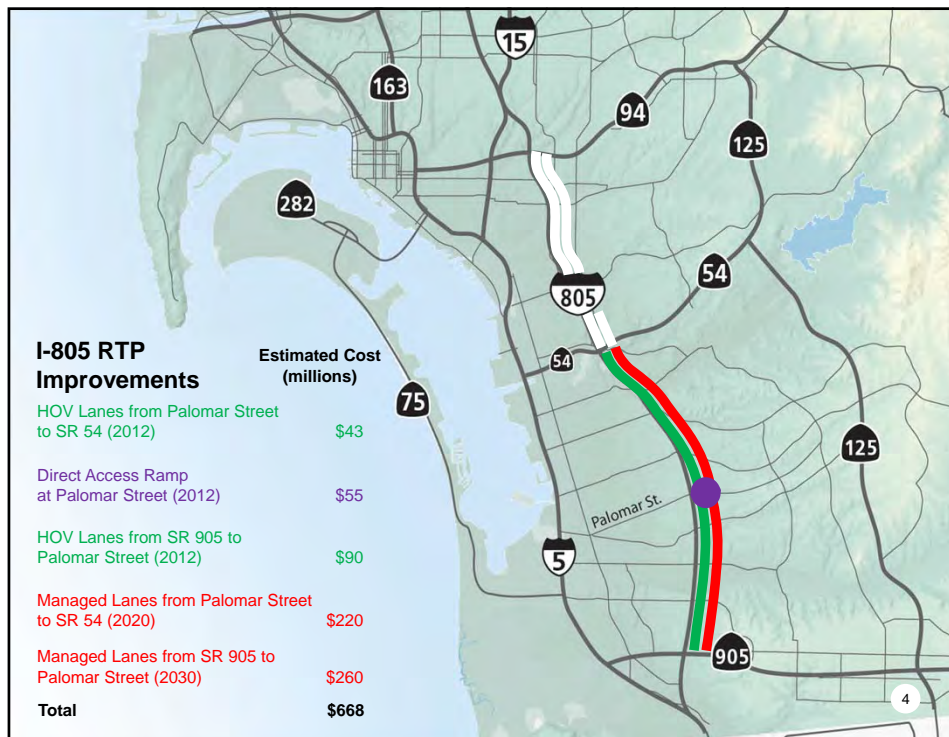 15
163
94
125
282
805
54
54
75
125
Palomar St.
5
905
I-805 RTP
Improvements
Estimated Cost
(millions)
HOV Lanes from Palomar Street
to SR 54 (2012) $43
Direct Access Ramp
at Palomar Street (2012) $55
HOV Lanes from SR 905 to
Palomar Street (2012) $90
Managed Lanes from Palomar Street
to SR 54 (2020) $220
Managed Lanes from SR 905 to
Palomar Street (2030) $260
Total $668
4